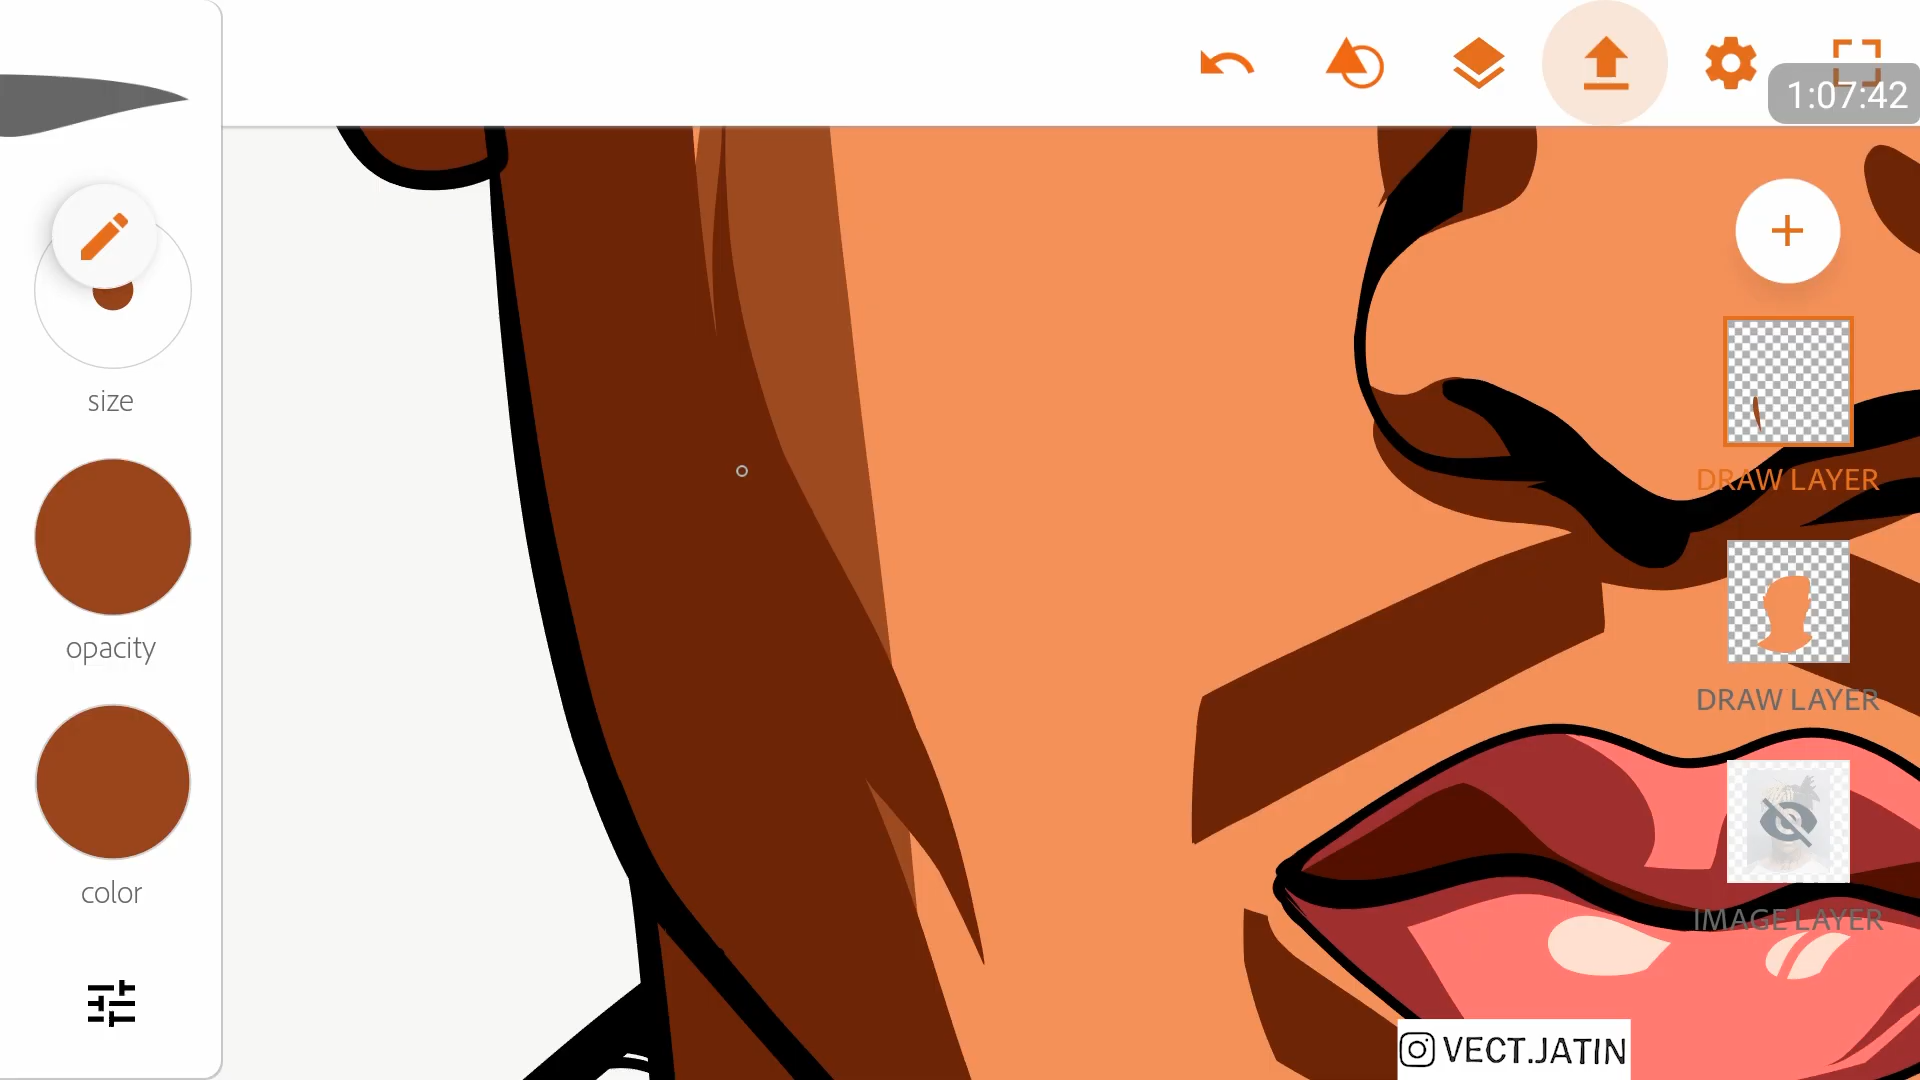 1:07:42
size
DRAW LAYER
opacity
DRAW LAYER
color
IMAGE LAYER
VECT.JATIN